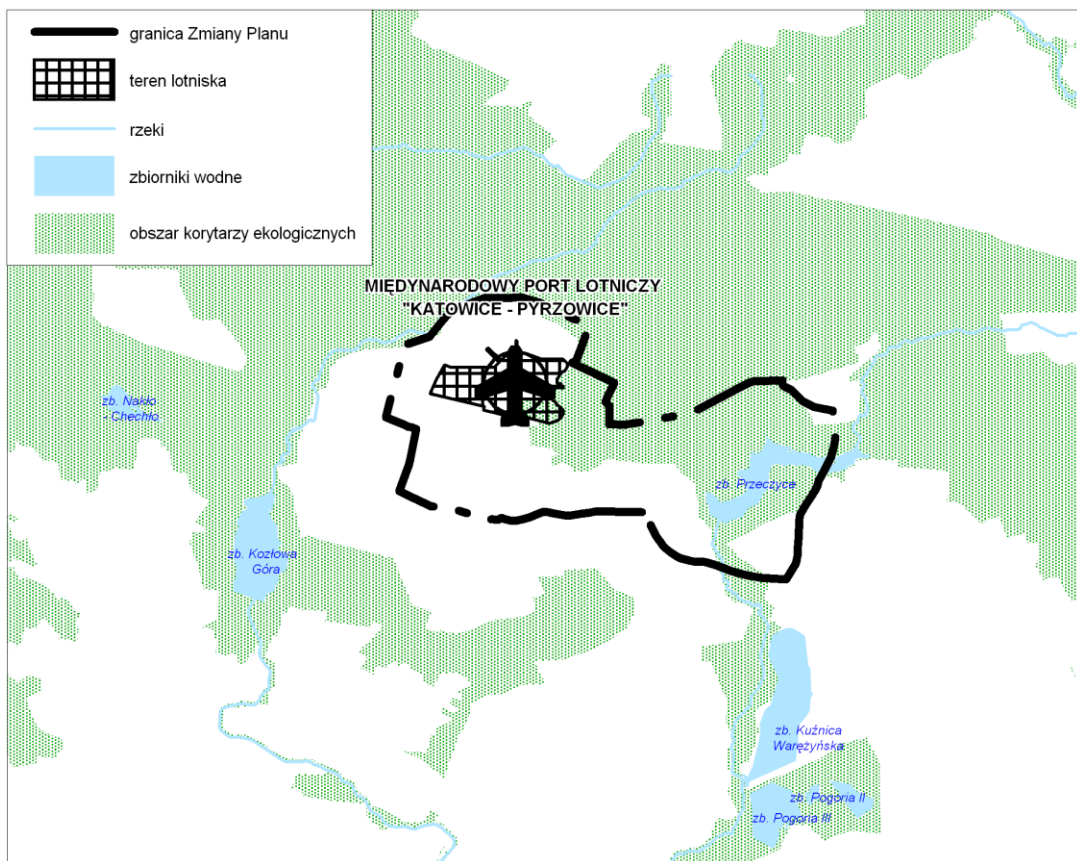 granica Zmiany Planu
teren lotniska
rzeki
zbiorniki wodne
obszar korytarzy ekologicznych
MIĘDYNARODOWY PORT LOTNICZY
"KATOWICE - PYRZOWICE"
zb. Nakło
- Chechło
zb. Przeczyce
zb. Kozłowa
Góra
zb. Kuźnica
Warężyńska
zb. Pogoria II
zb. Pogoria III